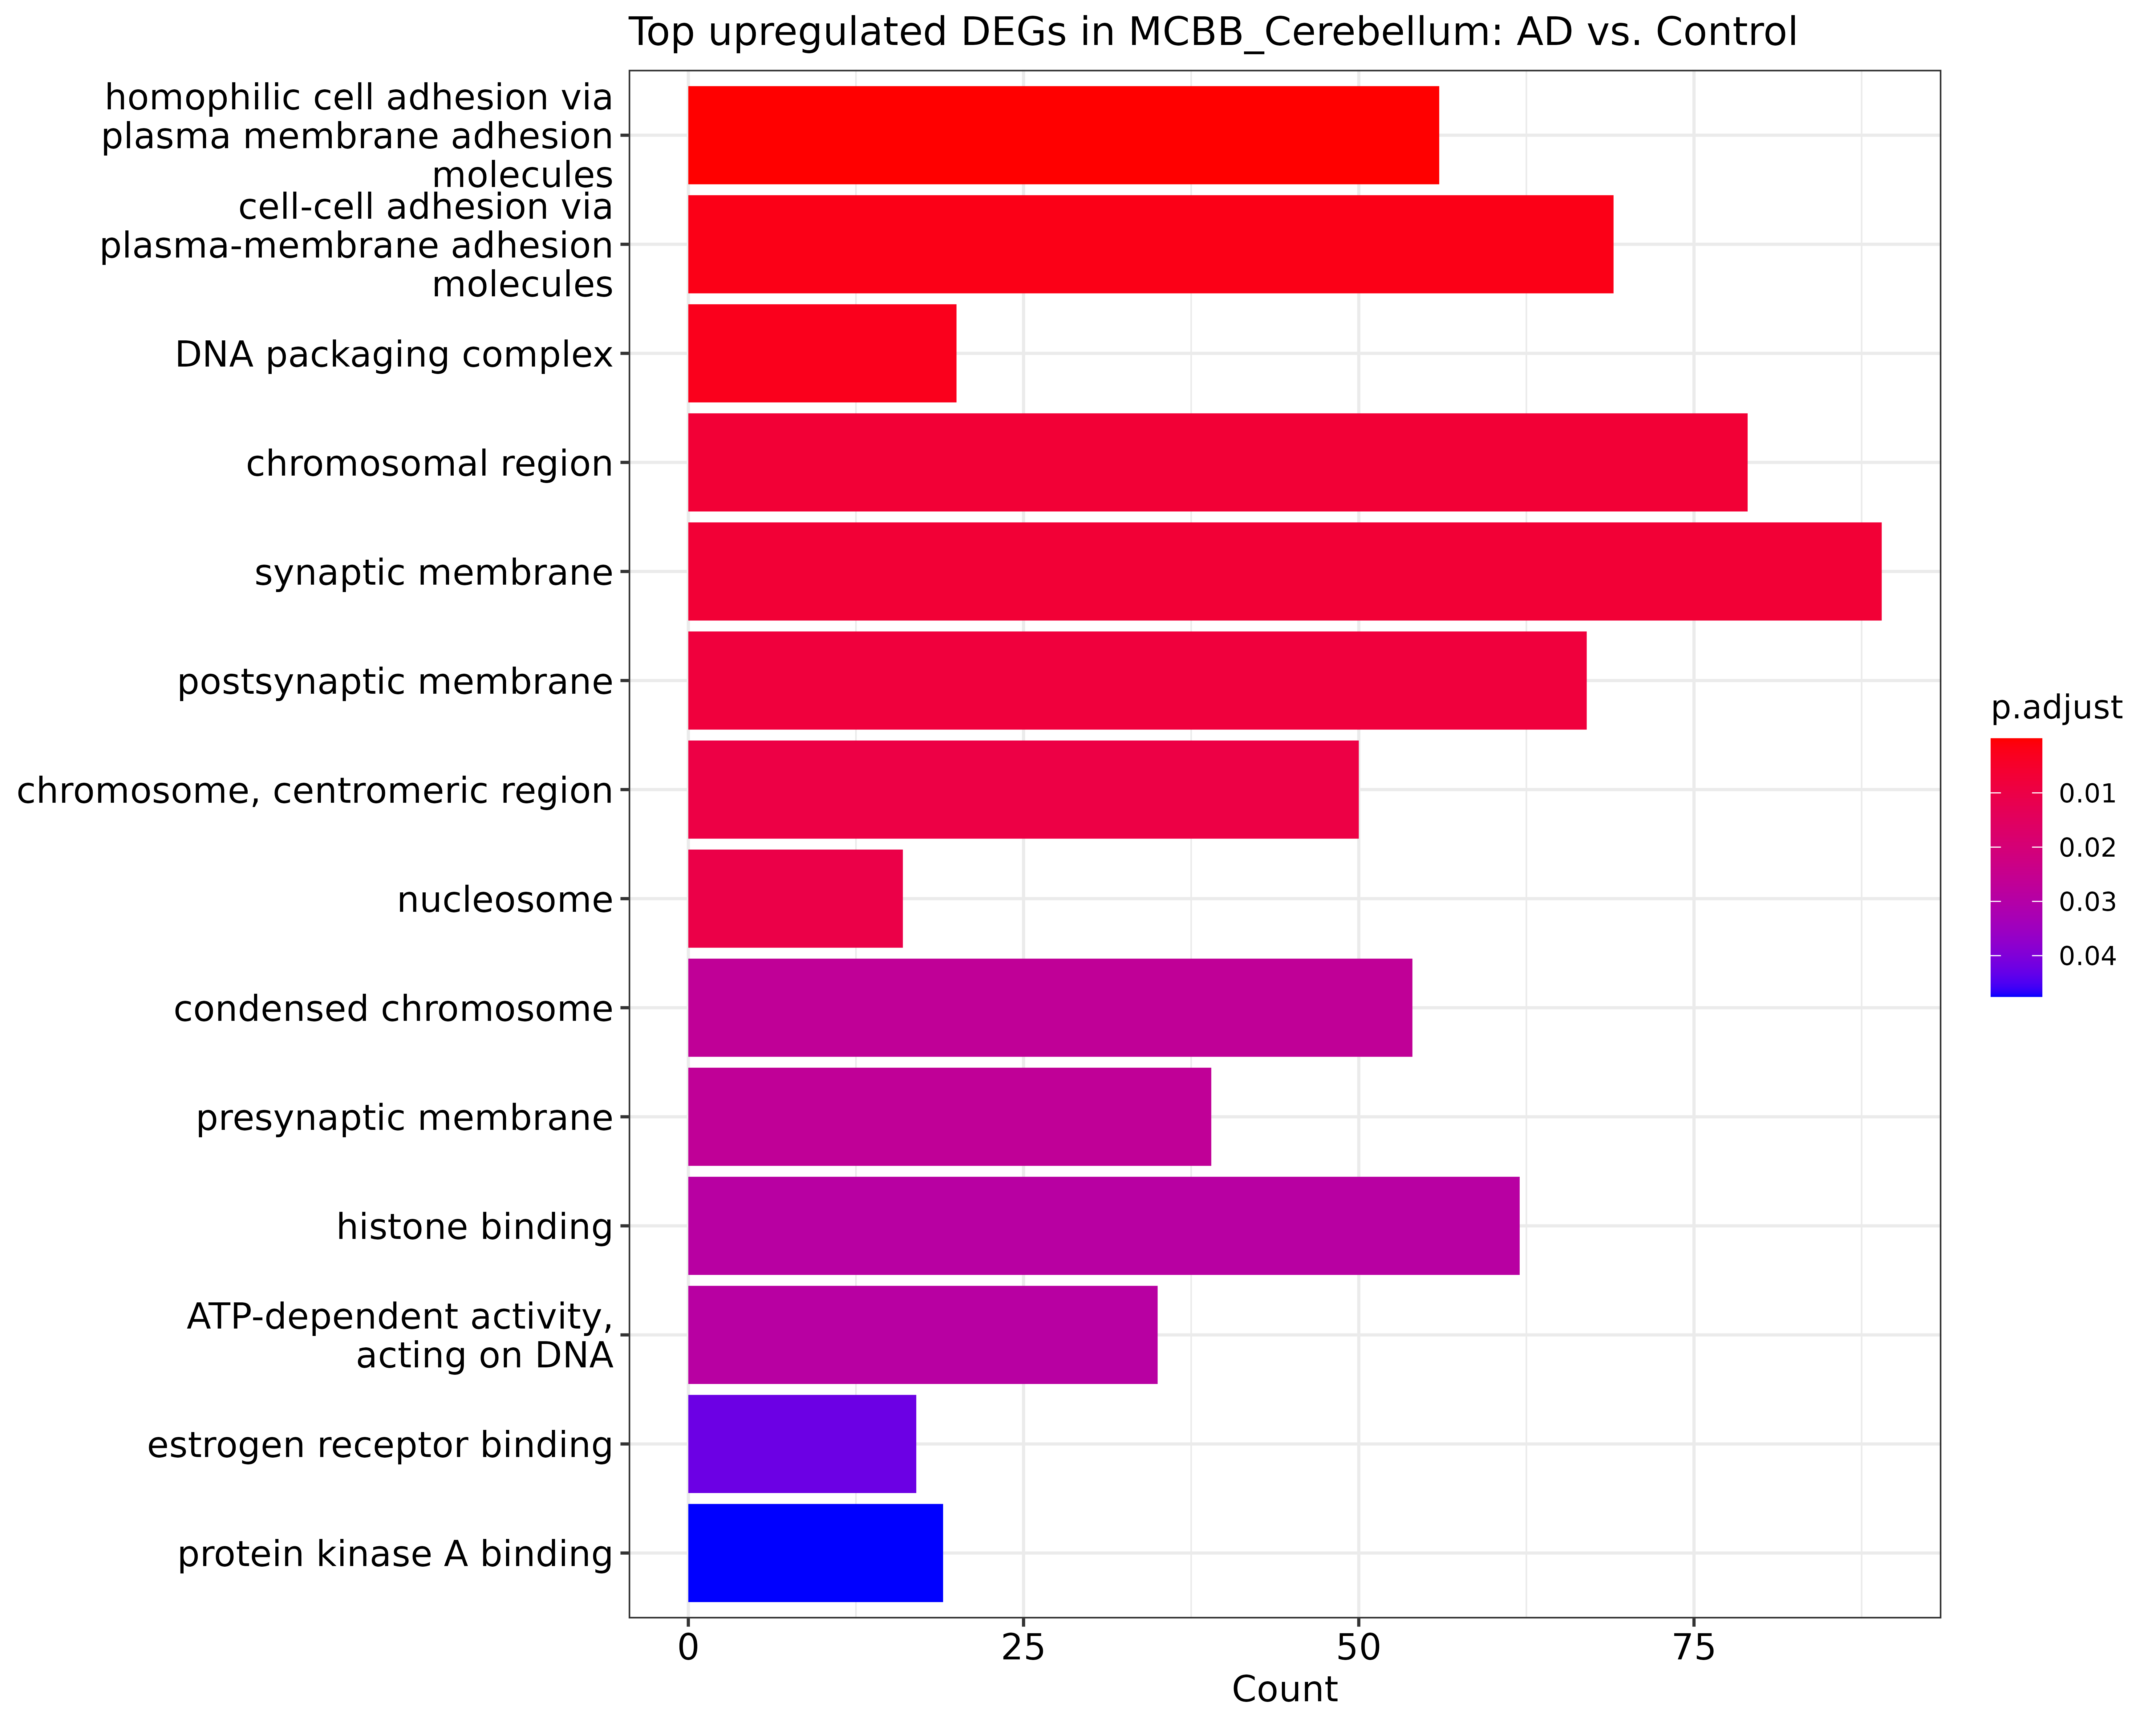 Top upregulated DEGs in MCBB_Cerebellum: AD vs. Control
homophilic cell adhesion via
plasma membrane adhesion
molecules
cell-cell adhesion via
plasma-membrane adhesion
molecules
DNA packaging complex
chromosomal region
synaptic membrane
postsynaptic membrane
chromosome, centromeric region
nucleosome
condensed chromosome
presynaptic membrane
histone binding
ATP-dependent activity,
acting on DNA
estrogen receptor binding
protein kinase A binding
0 25 50 75
Count
p.adjust
0.01
0.02
0.03
0.04